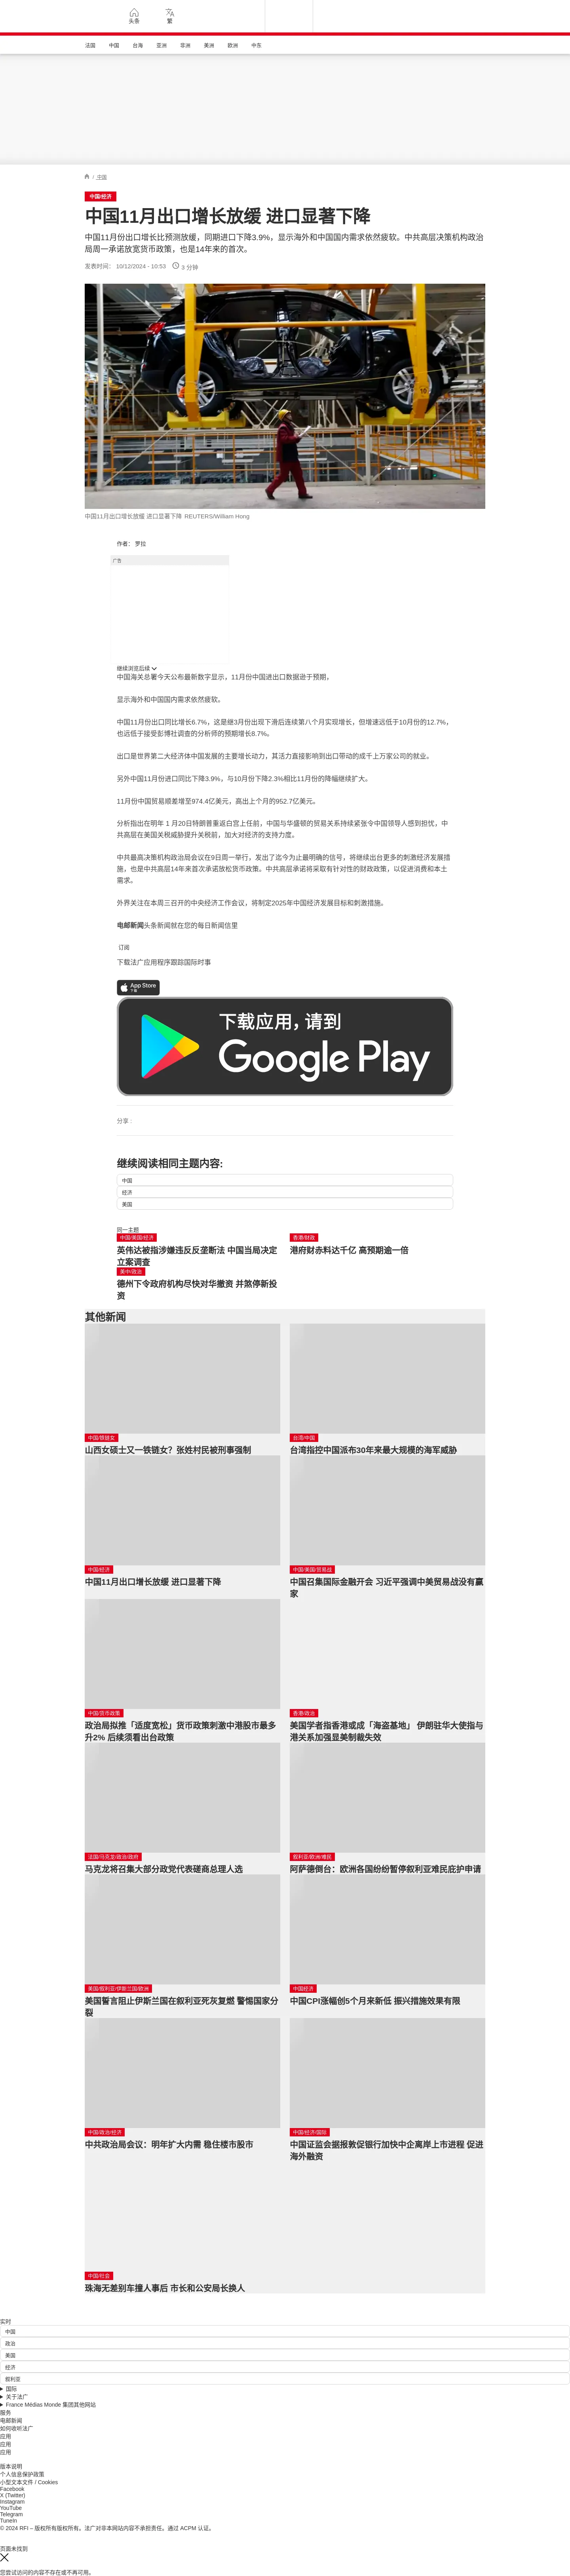 头条
繁
法国
中国
台海
亚洲
非洲
美洲
欧洲
中东
/ 中国
中国/经济
中国11月出口增长放缓 进口显著下降
中国11月份出口增长比预测放缓，同期进口下降3.9%，显示海外和中国国内需求依然疲软。中共高层决策机构政治
局周一承诺放宽货币政策，也是14年来的首次。
发表时间： 10/12/2024 - 10:53
3 分钟
中国11月出口增长放缓 进口显著下降 REUTERS/William Hong
作者： 罗拉
广告
继续浏览后续
中国海关总署今天公布最新数字显示，11月份中国进出口数据逊于预期，
显示海外和中国国内需求依然疲软。
中国11月份出口同比增长6.7%，这是继3月份出现下滑后连续第八个月实现增长，但增速远低于10月份的12.7%，
也远低于接受彭博社调查的分析师的预期增长8.7%。
出口是世界第二大经济体中国发展的主要增长动力，其活力直接影响到出口带动的成千上万家公司的就业。
另外中国11月份进口同比下降3.9%，与10月份下降2.3%相比11月份的降幅继续扩大。
11月份中国贸易顺差增至974.4亿美元，高出上个月的952.7亿美元。
分析指出在明年 1 月20日特朗普重返白宫上任前，中国与华盛顿的贸易关系持续紧张令中国领导人感到担忧，中
共高层在美国关税威胁提升关税前，加大对经济的支持力度。
中共最高决策机构政治局会议在9日周一举行，发出了迄今为止最明确的信号，将继续出台更多的刺激经济发展措
施，也是中共高层14年来首次承诺放松货币政策。中共高层承诺将采取有针对性的财政政策，以促进消费和本土
需求。
外界关注在本周三召开的中央经济工作会议，将制定2025年中国经济发展目标和刺激措施。
电邮新闻头条新闻就在您的每日新闻信里
订阅
下载法广应用程序跟踪国际时事
App Store
下载
下载应用，请到
Google Play
分享 :
继续阅读相同主题内容:
中国
经济
美国
同一主题
中国/美国/经济
英伟达被指涉嫌违反反垄断法 中国当局决定
立案调查
香港/财政
港府财赤料达千亿 高预期逾一倍
美中/政淡
德州下令政府机构尽快对华撤资 并煞停新投
资
其他新闻
中国/铁链女
山西女硕士又一铁链女？张姓村民被刑事强制
台湾/中国
台湾指控中国派布30年来最大规模的海军威胁
中国/经济
中国11月出口增长放缓 进口显著下降
中国/美国/贸易战
中国召集国际金融开会 习近平强调中美贸易战没有赢
家
中国/货币政策
政治局拟推「适度宽松」货币政策刺激中港股市最多
升2% 后续须看出台政策
香港/政治
美国学者指香港或成「海盗基地」 伊朗驻华大使指与
港关系加强显美制裁失效
法国/马克龙/政治/政府
马克龙将召集大部分政党代表磋商总理人选
叙利亚/欧洲/难民
阿萨德倒台：欧洲各国纷纷暂停叙利亚难民庇护申请
美国/叙利亚/伊斯兰国/欧洲
美国誓言阻止伊斯兰国在叙利亚死灰复燃 警惕国家分
裂
中国经济
中国CPI涨幅创5个月来新低 振兴措施效果有限
中国/政治/经济
中共政治局会议：明年扩大内需 稳住楼市股市
中国/经济/国际
中国证监会据报敦促银行加快中企离岸上市进程 促进
海外融资
中国/社会
珠海无差别车撞人事后 市长和公安局长换人
实时
中国
政治
美国
经济
叙利亚
国际
关于法广
France Médias Monde 集团其他网站
服务
电邮新闻
如何收听法广
应用
应用
应用
版本说明
个人信息保护政策
小型文本文件 / Cookies
Facebook
X (Twitter)
Instagram
YouTube
Telegram
TuneIn
© 2024 RFI – 版权所有版权所有。法广对非本网站内容不承担责任。通过 ACPM 认证。
页面未找到
您尝试访问的内容不存在或不再可用。